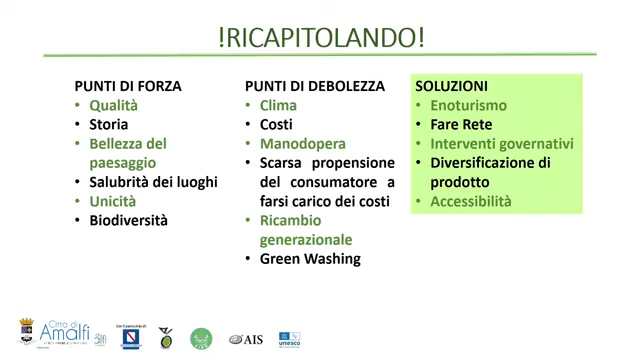 !RICAPITOLANDO!
PUNTI DI FORZA
• Qualità
• Storia
• Bellezza del
paesaggio
• Salubrità dei luoghi
• Unicità
• Biodiversità
PUNTI DI DEBOLEZZA
• Clima
• Costi
• Manodopera
• Scarsa propensione
del consumatore a
farsi carico dei costi
• Ricambio
generazionale
• Green Washing
SOLUZIONI
• Enoturismo
• Fare Rete
• Interventi governativi
• Diversificazione di
prodotto
• Accessibilità
Città di
Amalfi
AIS
unesco